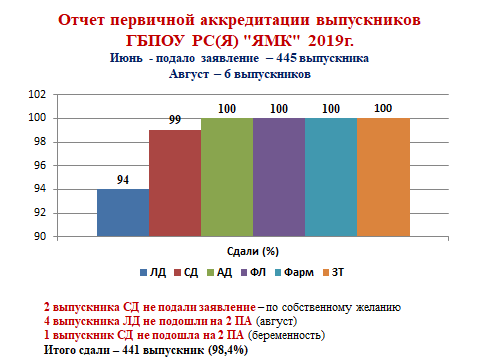 Отчет первичной аккредитации выпускников
ГБПОУ РС(Я) "ЯМК" 2019г.
Июнь - подало заявление – 445 выпускника
Август – 6 выпускников
102
100
98
96
94
92
90
94
99
100
100
100
100
Сдали (%)
ЛД СД АД ФЛ Фарм ЗТ
2 выпускника СД не подали заявление – по собственному желанию
4 выпускника ЛД не подошли на 2 ПА (август)
1 выпускник СД не подошла на 2 ПА (беременность)
Итого сдали – 441 выпускник (98,4%)